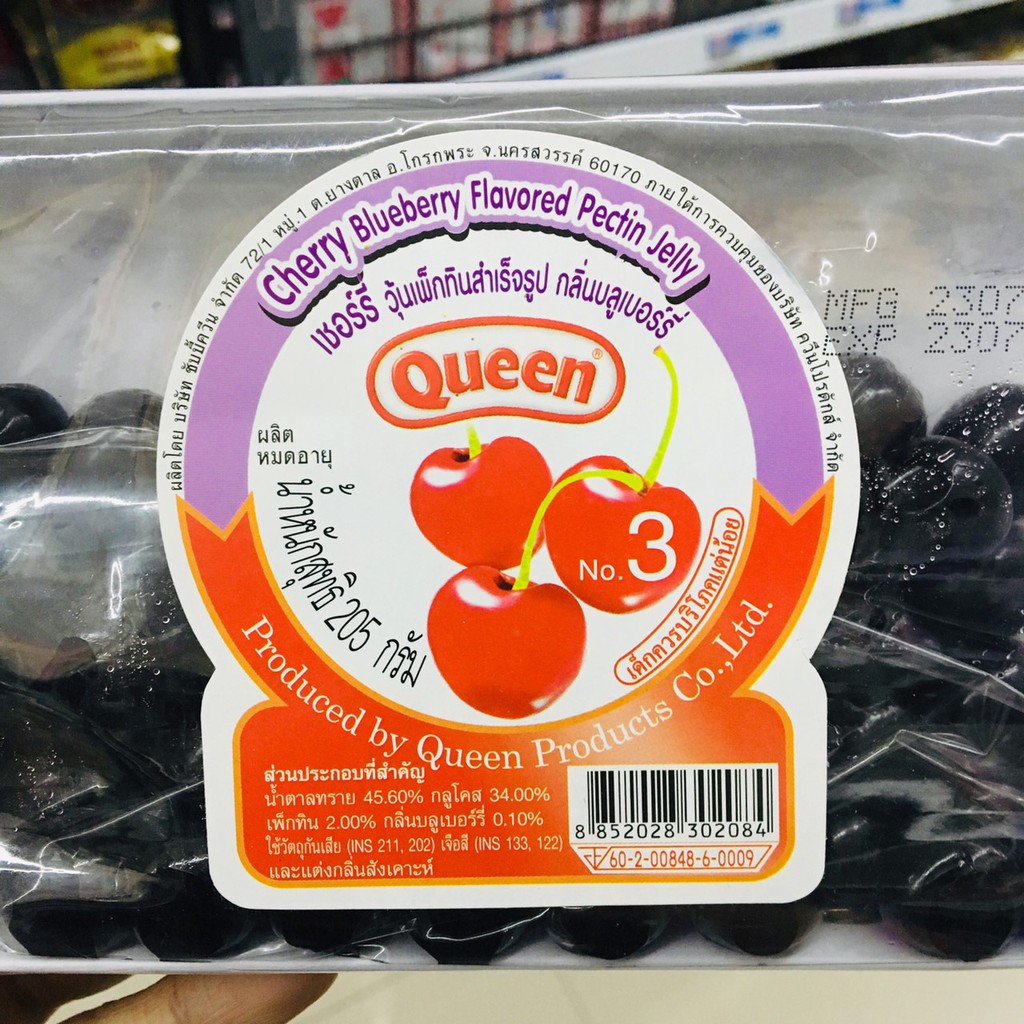 ผลิตโดย บริษัท ชับบี้ควีน จำกัด 72/1 หมู่.1 ต.ยางตาล อ.โกรกพระ จ.นครสวรรค์ 60170 ภายใต้การควบคุมของบริษัท ควีนโปรดักส์ จำกัด
Cherry Blueberry Flavored Pectin Jelly
เชอร์รี่ วุ้นเพ็กทินสำเร็จรูป กลิ่นบลูเบอร์รี่
Queen®
MFG 2307
EXP 2307
ผลิต
หมดอายุ
น้ำหนักสุทธิ 205 กรัม
No. 3
เด็กควรบริโภคแต่น้อย
Produced by Queen Products Co.,Ltd.
ส่วนประกอบที่สำคัญ
น้ำตาลทราย 45.60% กลูโคส 34.00%
เพ็กทิน 2.00% กลิ่นบลูเบอร์รี่ 0.10%
ใช้วัตถุกันเสีย (INS 211, 202) เจือสี (INS 133, 122)
และแต่งกลิ่นสังเคราะห์
8 852028 302084
60-2-00848-6-0009